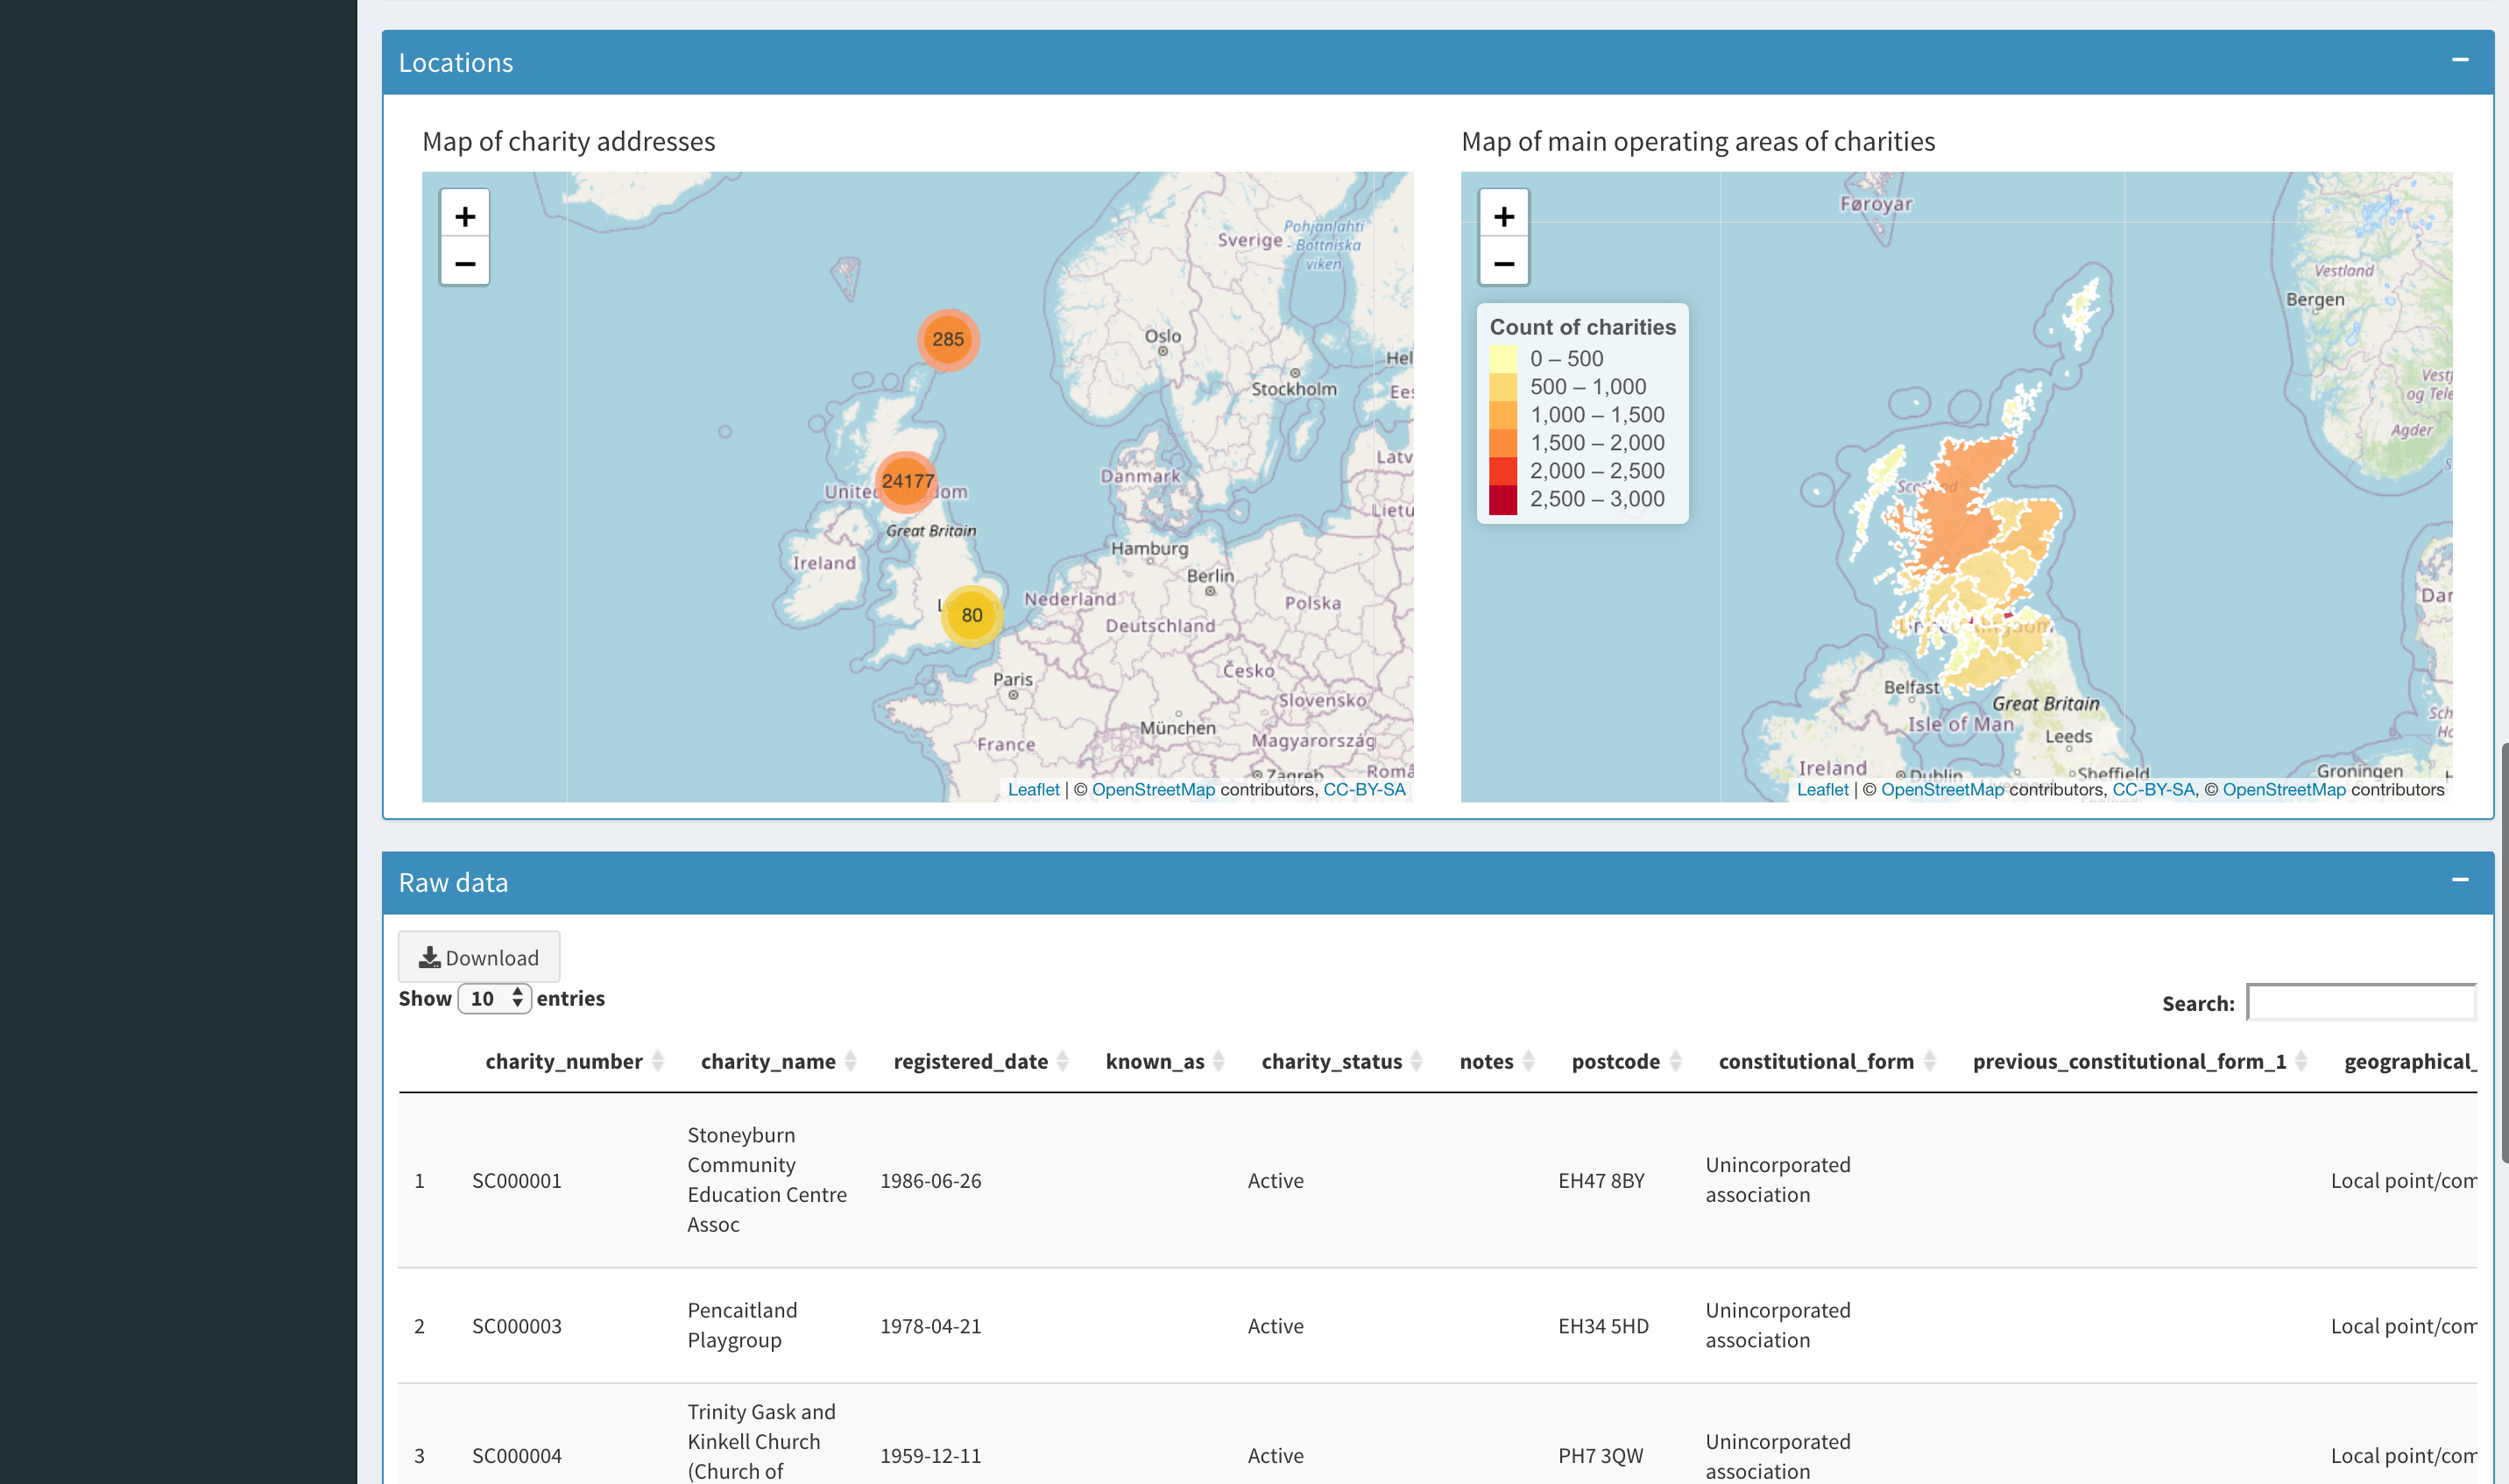 Locations
Map of charity addresses
+
−
Sverige
Pohjanlahti
- Bottniska
viken
285
Oslo
Stockholm
24177
Danmark
Great Britain
Ireland
Hamburg
Berlin
80
Nederland
Polska
Deutschland
Česko
Paris
Slovensko
München
France
Magyarország
Zagreb
Leaflet | © OpenStreetMap contributors, CC-BY-SA
Map of main operating areas of charities
+
−
Føroyar
Vestland
Bergen
Count of charities
0 – 500
500 – 1,000
1,000 – 1,500
1,500 – 2,000
2,000 – 2,500
2,500 – 3,000
og Tele
Agder
Belfast
Great Britain
Isle of Man
Leeds
Ireland
Dublin
Sheffield
Groningen
Leaflet | © OpenStreetMap contributors, CC-BY-SA, © OpenStreetMap contributors
Raw data
Download
Show 10 entries
Search:
charity_number charity_name registered_date known_as charity_status notes postcode constitutional_form previous_constitutional_form_1 geographical_
1 SC000001 Stoneyburn Community Education Centre Assoc 1986-06-26 Active EH47 8BY Unincorporated association Local point/com
2 SC000003 Pencaitland Playgroup 1978-04-21 Active EH34 5HD Unincorporated association Local point/com
3 SC000004 Trinity Gask and Kinkell Church (Church of 1959-12-11 Active PH7 3QW Unincorporated association Local point/com